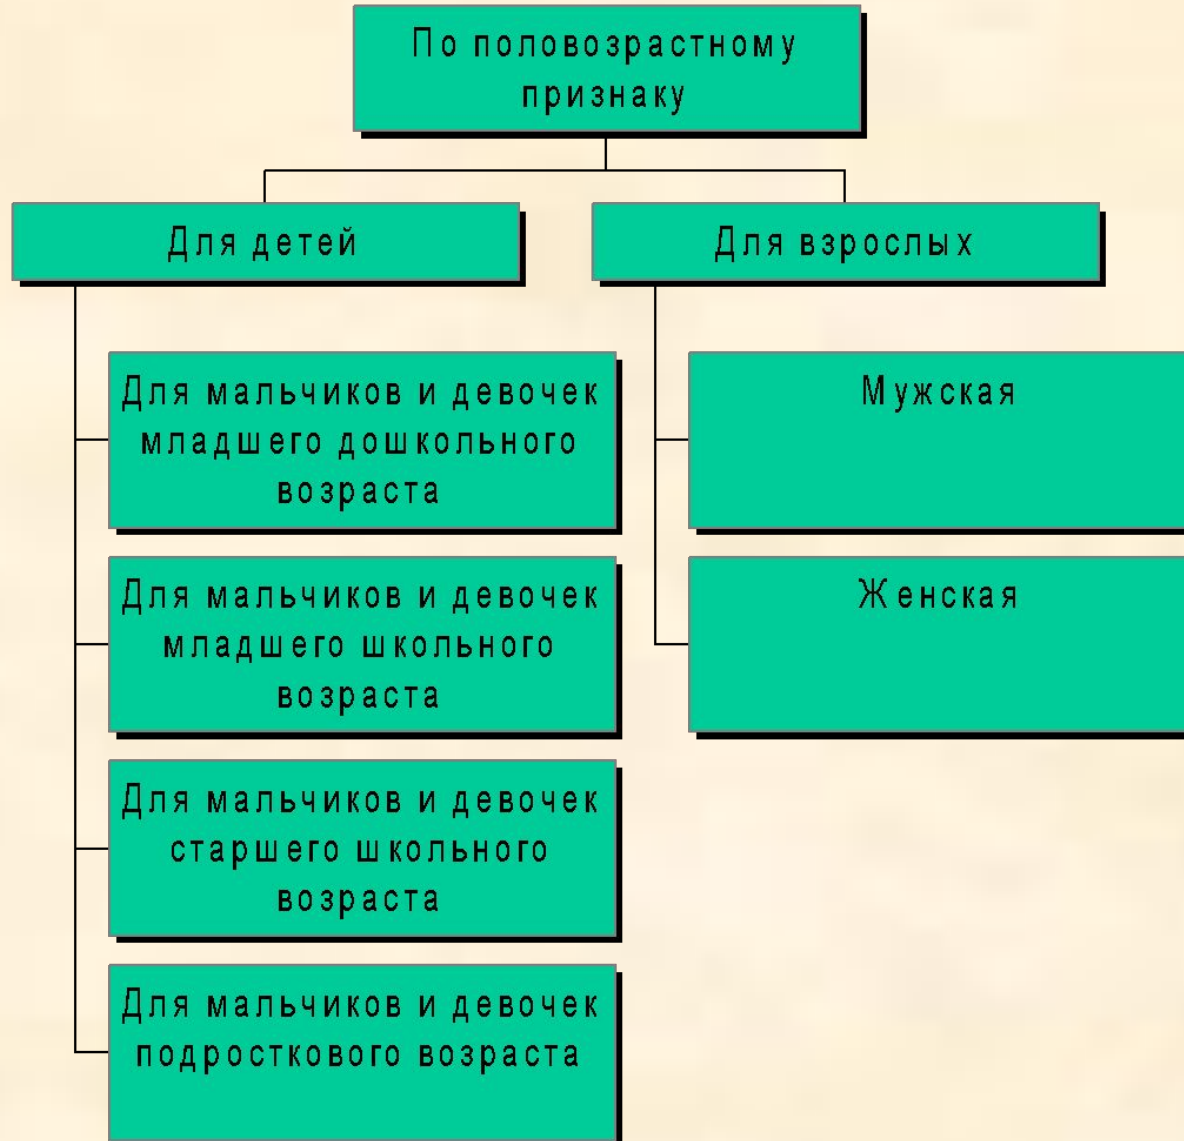 По половозрастному
признаку
Для детей
Для взрослых
Для мальчиков и девочек
младшего дошкольного
возраста
Мужская
Для мальчиков и девочек
младшего школьного
возраста
Женская
Для мальчиков и девочек
старшего школьного
возраста
Для мальчиков и девочек
подросткового возраста